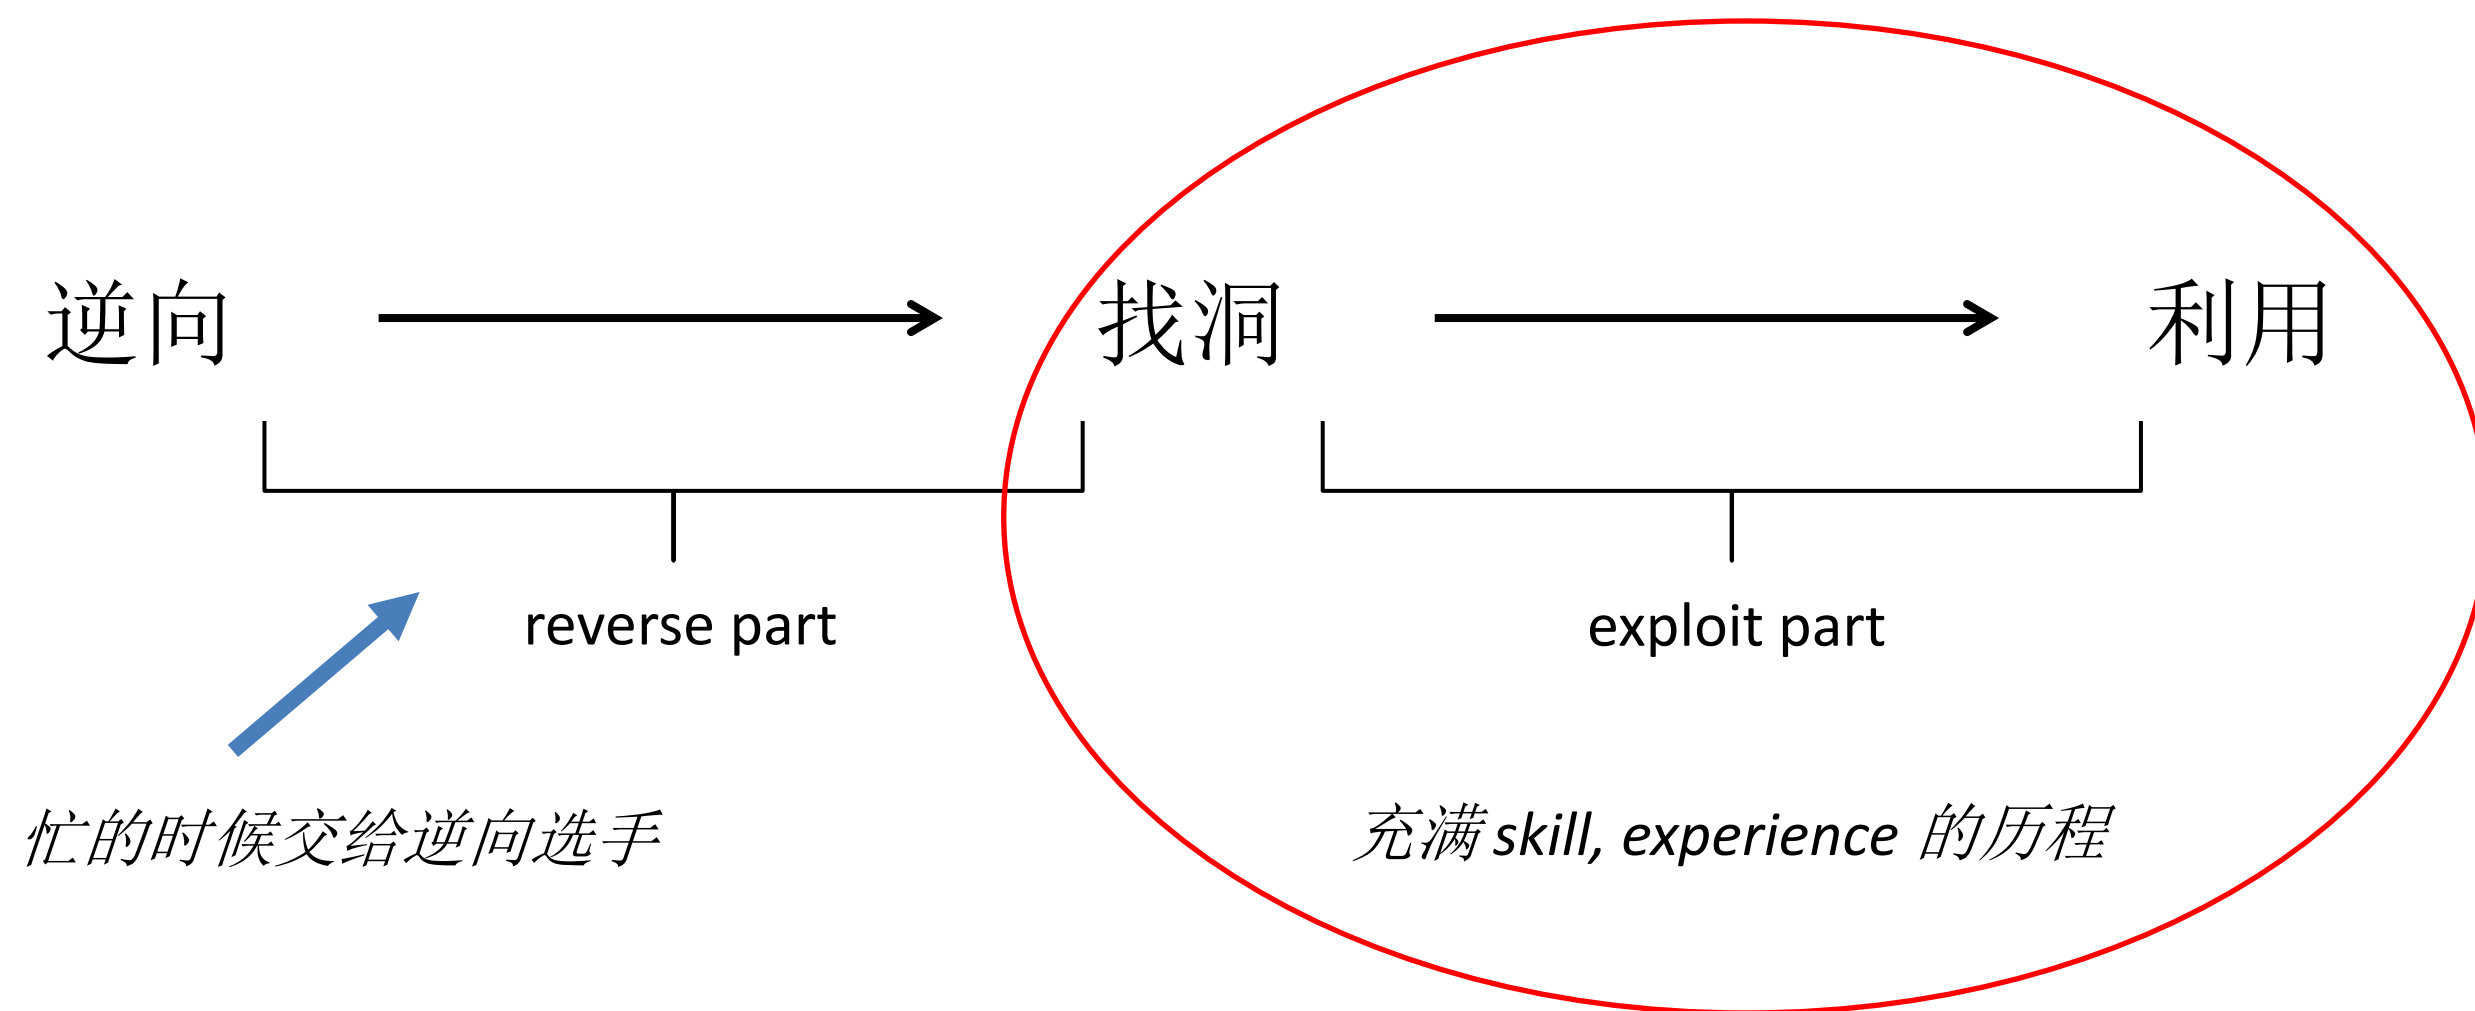 逆向 找洞 利用
reverse part exploit part
忙的时候交给逆向选手 充满 skill, experience 的历程